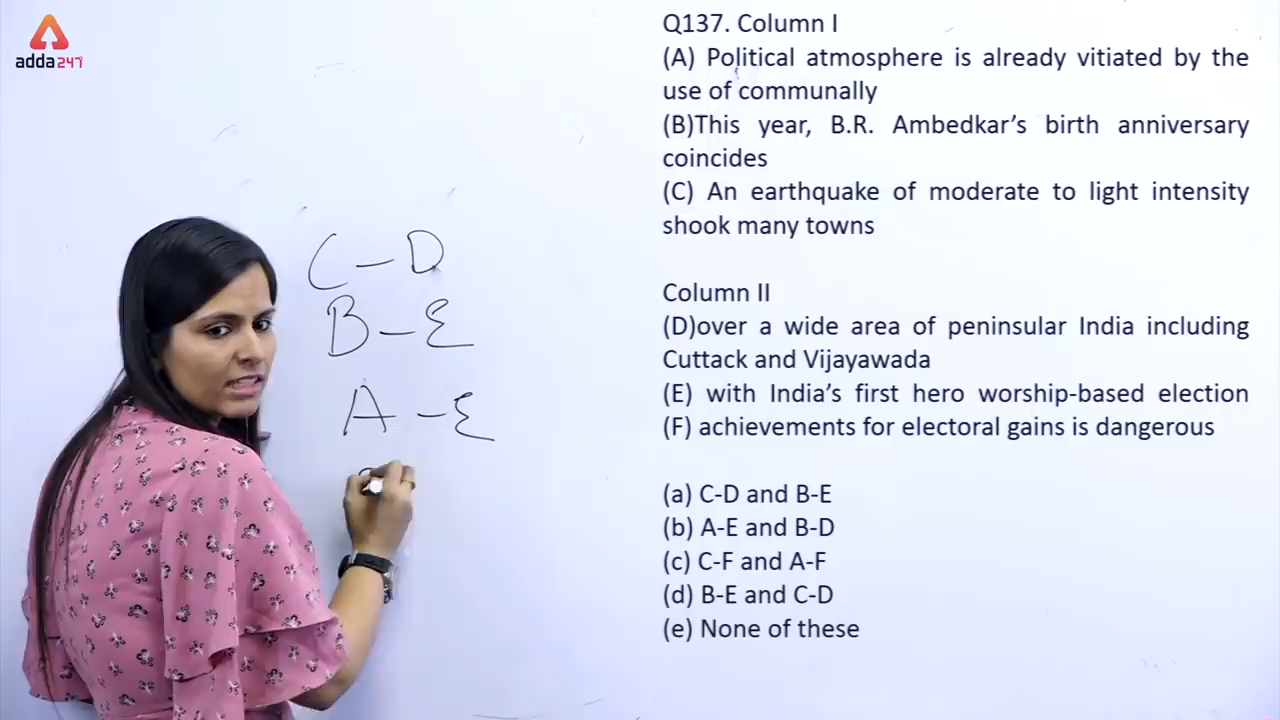 adda247
Q137. Column I
(A) Political atmosphere is already vitiated by the
use of communally
(B)This year, B.R. Ambedkar’s birth anniversary
coincides
(C) An earthquake of moderate to light intensity
shook many towns
Column II
(D)over a wide area of peninsular India including
Cuttack and Vijayawada
(E) with India’s first hero worship-based election
(F) achievements for electoral gains is dangerous
(a) C-D and B-E
(b) A-E and B-D
(c) C-F and A-F
(d) B-E and C-D
(e) None of these
C – D
B – E
A – E